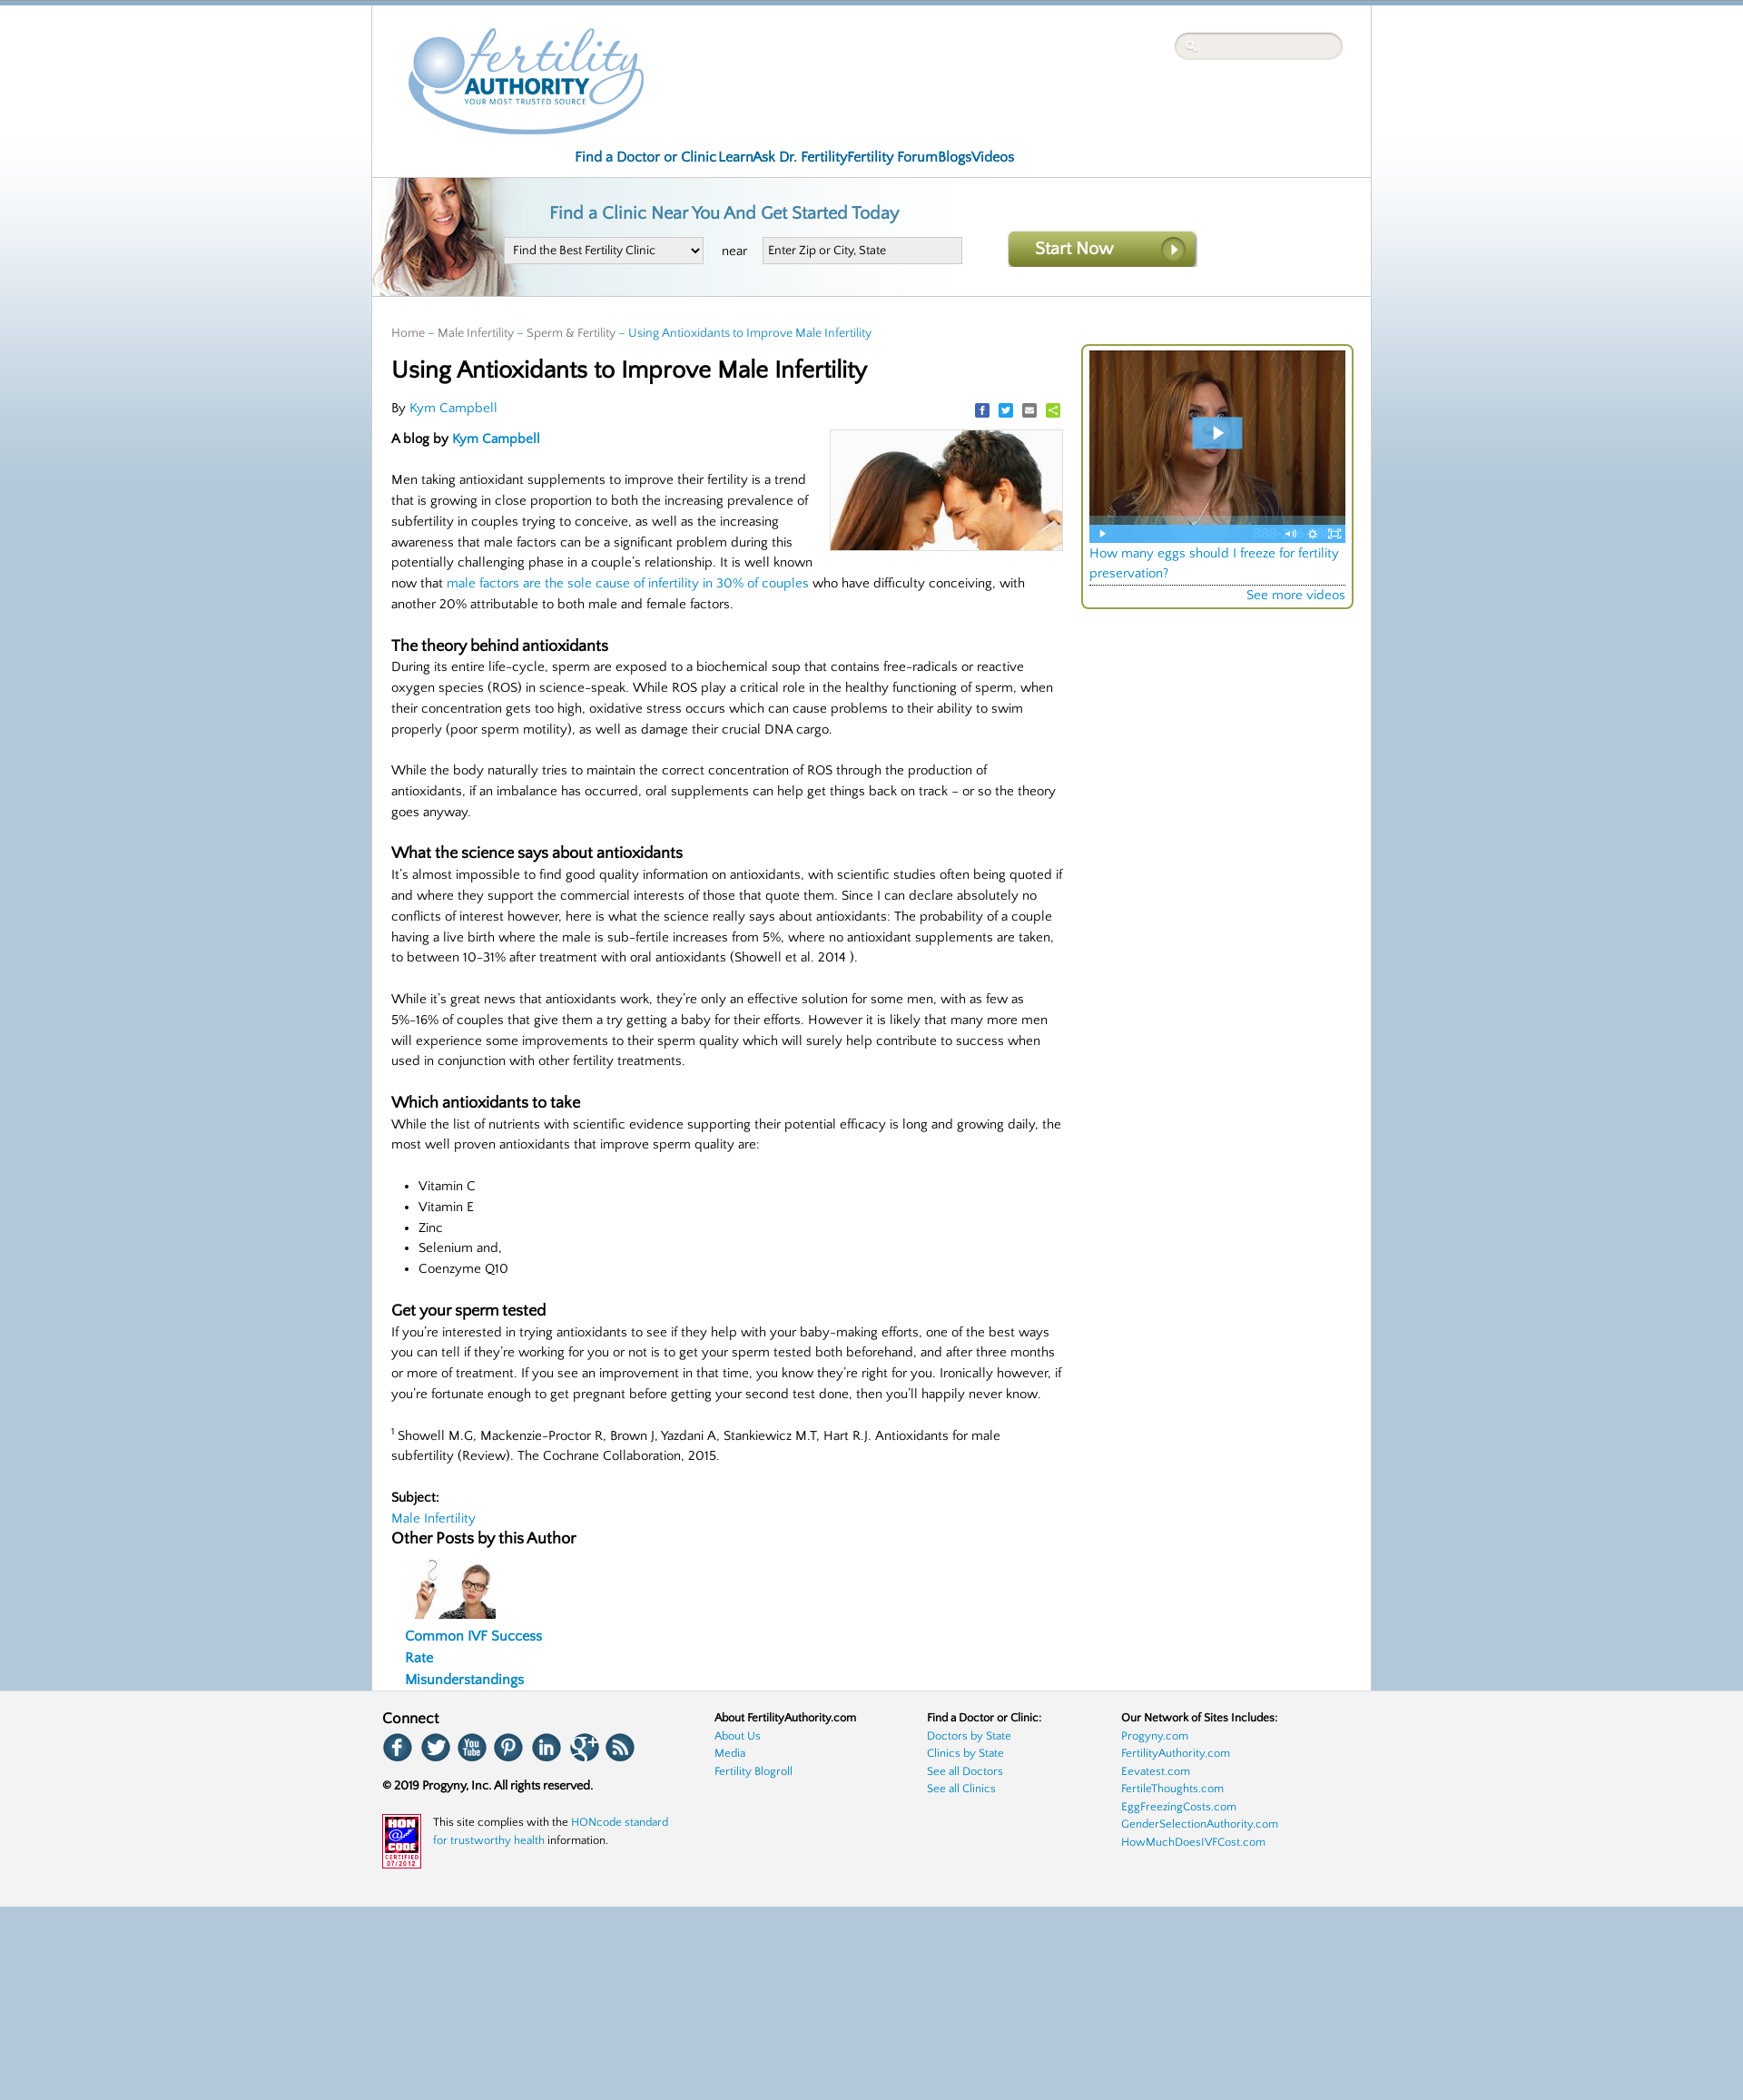 fertility
AUTHORITY
YOUR MOST TRUSTED SOURCE
Find a Doctor or Clinic Learn Ask Dr. Fertility Fertility Forum Blogs Videos
Find a Clinic Near You And Get Started Today
Find the Best Fertility Clinic near Enter Zip or City, State Start Now
Home – Male Infertility – Sperm & Fertility – Using Antioxidants to Improve Male Infertility
Using Antioxidants to Improve Male Infertility
By Kym Campbell
A blog by Kym Campbell
Men taking antioxidant supplements to improve their fertility is a trend
that is growing in close proportion to both the increasing prevalence of
subfertility in couples trying to conceive, as well as the increasing
awareness that male factors can be a significant problem during this
potentially challenging phase in a couple's relationship. It is well known
now that male factors are the sole cause of infertility in 30% of couples who have difficulty conceiving, with
another 20% attributable to both male and female factors.
The theory behind antioxidants
During its entire life-cycle, sperm are exposed to a biochemical soup that contains free-radicals or reactive
oxygen species (ROS) in science-speak. While ROS play a critical role in the healthy functioning of sperm, when
their concentration gets too high, oxidative stress occurs which can cause problems to their ability to swim
properly (poor sperm motility), as well as damage their crucial DNA cargo.
While the body naturally tries to maintain the correct concentration of ROS through the production of
antioxidants, if an imbalance has occurred, oral supplements can help get things back on track – or so the theory
goes anyway.
What the science says about antioxidants
It's almost impossible to find good quality information on antioxidants, with scientific studies often being quoted if
and where they support the commercial interests of those that quote them. Since I can declare absolutely no
conflicts of interest however, here is what the science really says about antioxidants: The probability of a couple
having a live birth where the male is sub-fertile increases from 5%, where no antioxidant supplements are taken,
to between 10-31% after treatment with oral antioxidants (Showell et al. 2014 ).
While it's great news that antioxidants work, they're only an effective solution for some men, with as few as
5%-16% of couples that give them a try getting a baby for their efforts. However it is likely that many more men
will experience some improvements to their sperm quality which will surely help contribute to success when
used in conjunction with other fertility treatments.
Which antioxidants to take
While the list of nutrients with scientific evidence supporting their potential efficacy is long and growing daily, the
most well proven antioxidants that improve sperm quality are:
• Vitamin C
• Vitamin E
• Zinc
• Selenium and,
• Coenzyme Q10
Get your sperm tested
If you're interested in trying antioxidants to see if they help with your baby-making efforts, one of the best ways
you can tell if they're working for you or not is to get your sperm tested both beforehand, and after three months
or more of treatment. If you see an improvement in that time, you know they're right for you. Ironically however, if
you're fortunate enough to get pregnant before getting your second test done, then you'll happily never know.
1 Showell M.G, Mackenzie-Proctor R, Brown J, Yazdani A, Stankiewicz M.T, Hart R.J. Antioxidants for male
subfertility (Review). The Cochrane Collaboration, 2015.
Subject:
Male Infertility
Other Posts by this Author
Common IVF Success
Rate
Misunderstandings
How many eggs should I freeze for fertility
preservation?
See more videos
Connect
You
Tube
© 2019 Progyny, Inc. All rights reserved.
HON
@
CODE
CERTIFIED
07/2012
This site complies with the HONcode standard
for trustworthy health information.
About FertilityAuthority.com
About Us
Media
Fertility Blogroll
Find a Doctor or Clinic:
Doctors by State
Clinics by State
See all Doctors
See all Clinics
Our Network of Sites Includes:
Progyny.com
FertilityAuthority.com
Eevatest.com
FertileThoughts.com
EggFreezingCosts.com
GenderSelectionAuthority.com
HowMuchDoesIVFCost.com